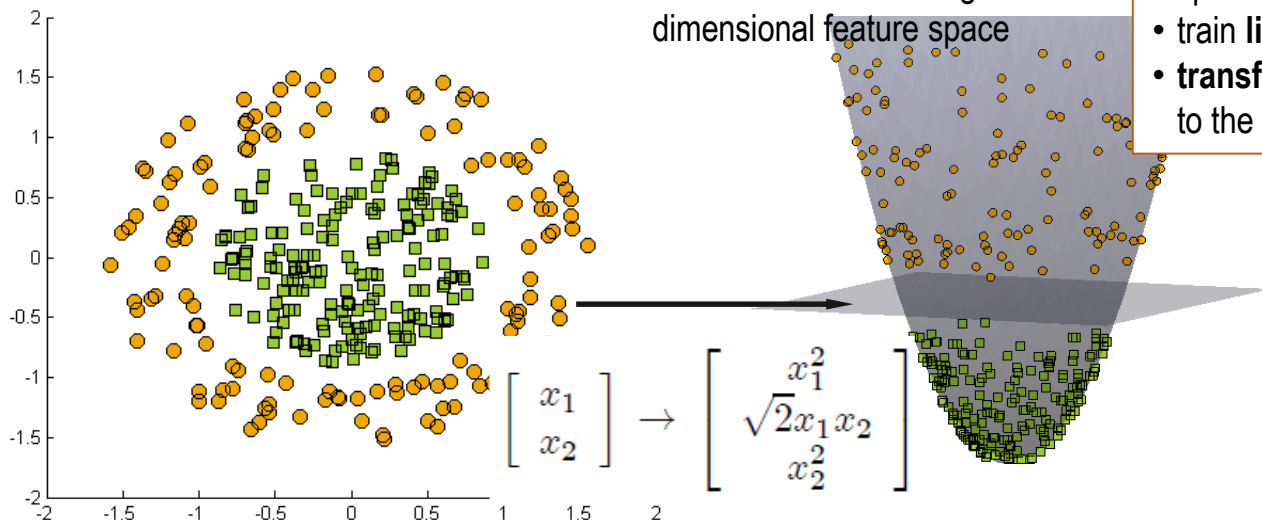 dimensional feature space
• train li
• transf
to the
2
1.5
1
0.5
0
-0.5
-1
-1.5
-2
-2 -1.5 -1 -0.5 0 0.5 1 1.5 2
[ x₁ x₂ ] → [ x₁² √2x₁x₂ x₂² ]